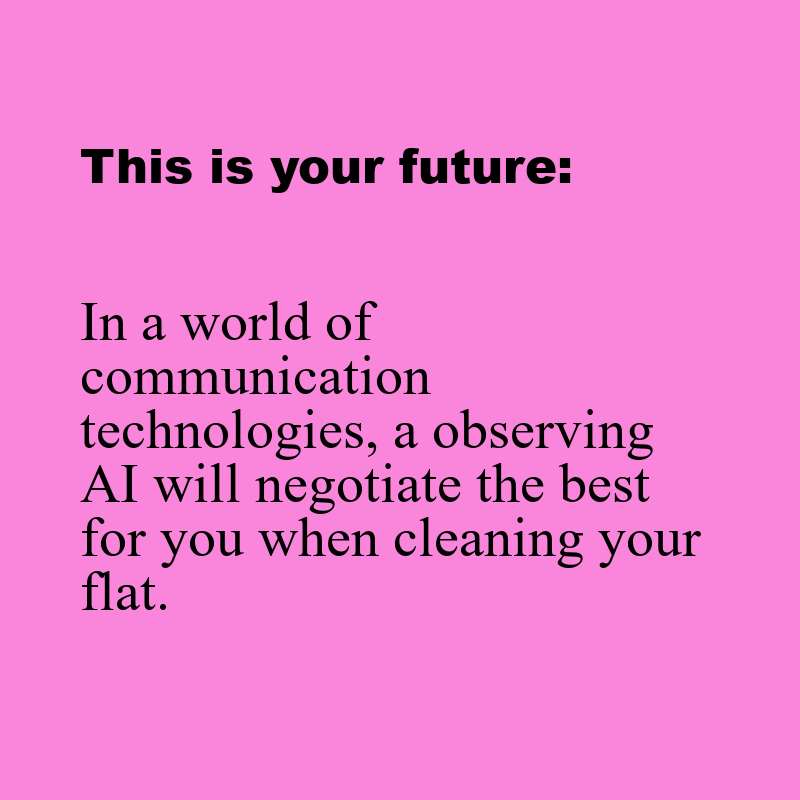 This is your future:
In a world of
communication
technologies, a observing
AI will negotiate the best
for you when cleaning your
flat.